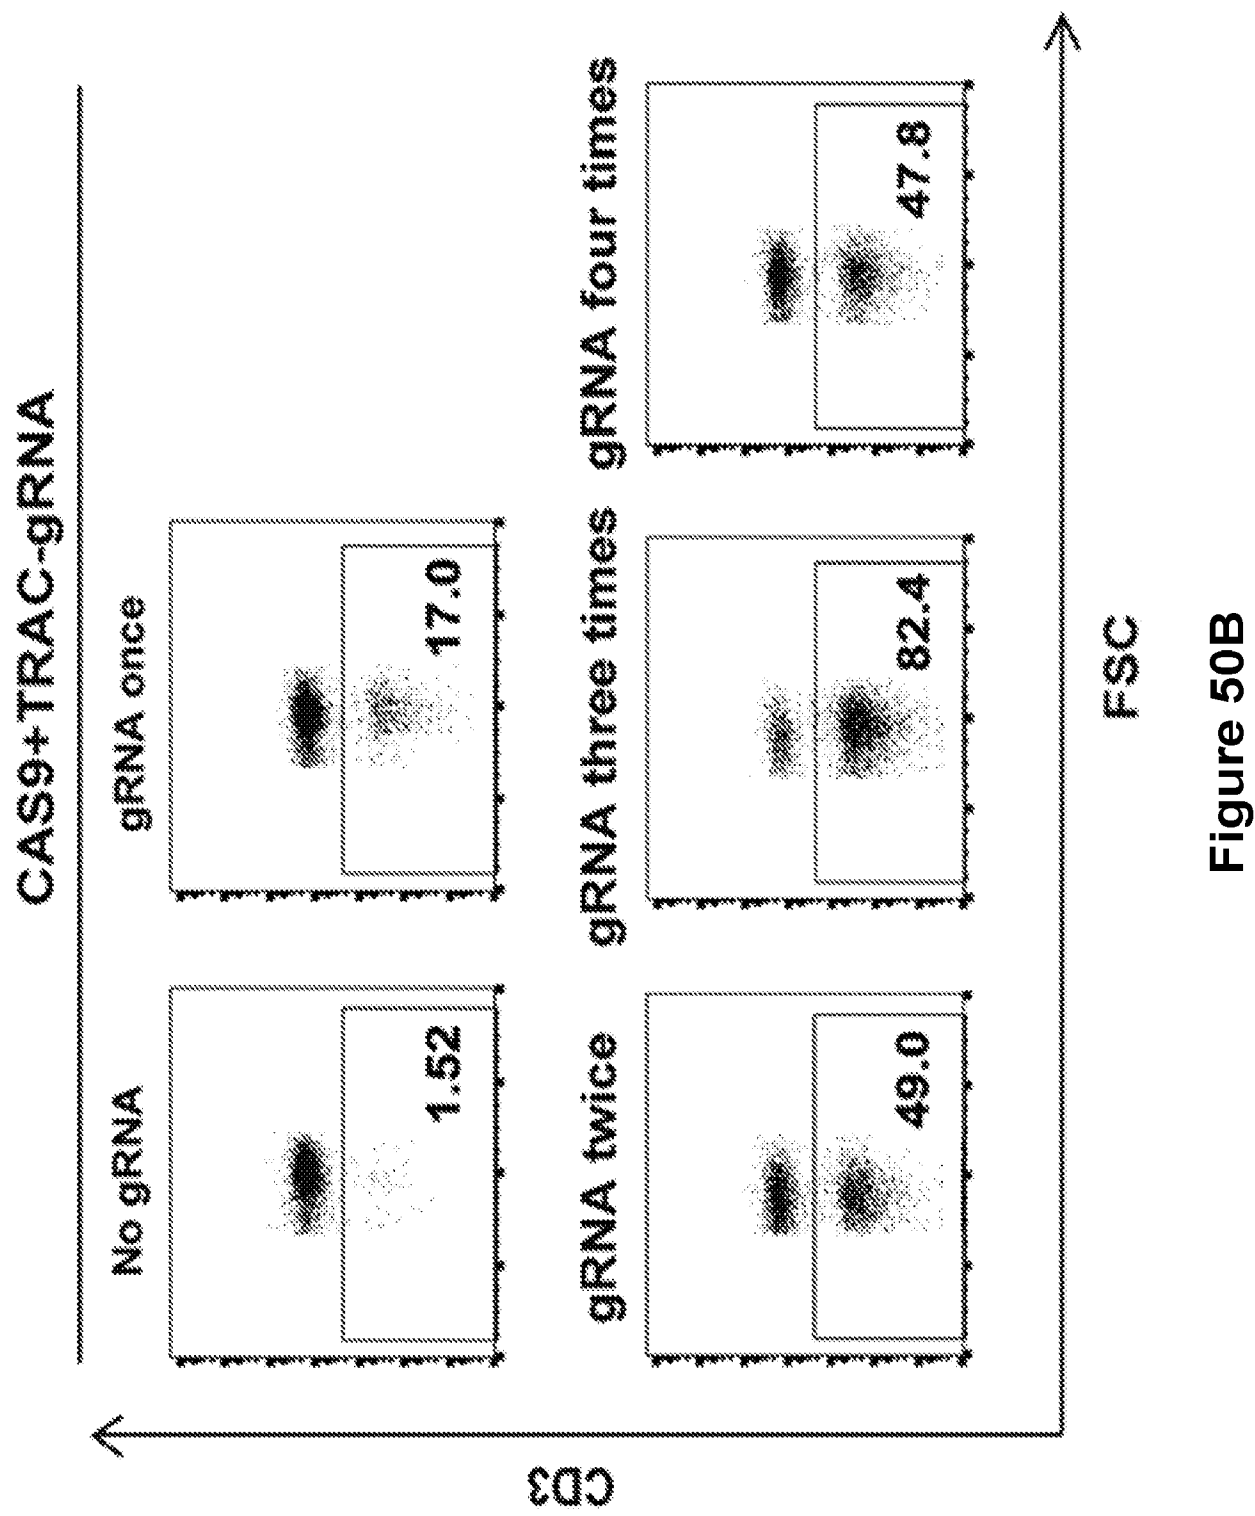 CAS9+TRAC-gRNA
No gRNA
gRNA once
1.52
17.0
gRNA twice
gRNA three times
gRNA four times
49.0
82.4
47.8
CD3
FSC
Figure 50B